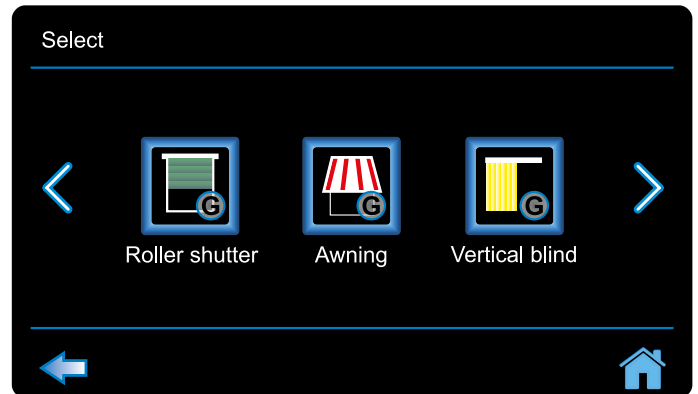 Select
G
G
G
Roller shutter
Awning
Vertical blind